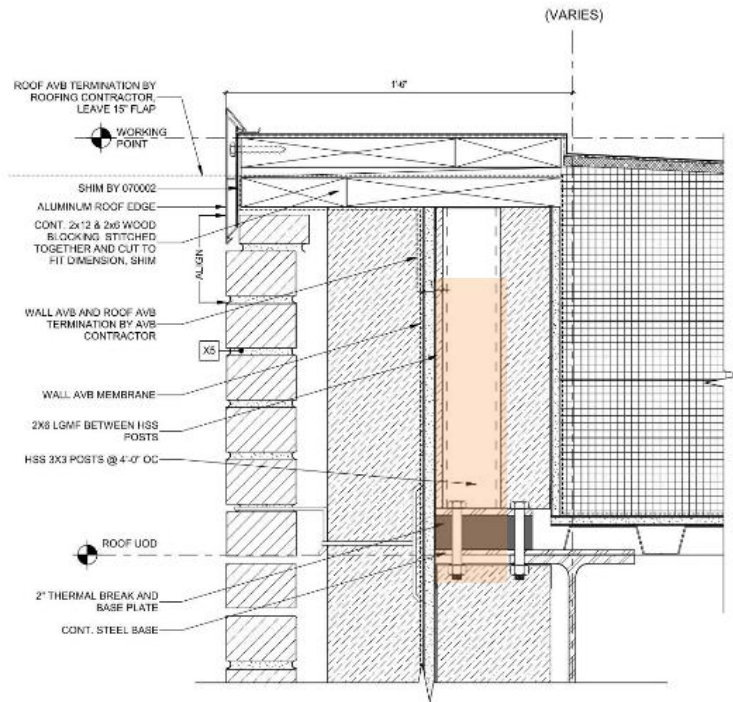 (VARIES)
1'-6"
ROOF AVB TERMINATION BY
ROOFING CONTRACTOR,
LEAVE 15" FLAP
WORKING
POINT
SHIM BY 070002
ALUMINUM ROOF EDGE
CONT. 2x12 & 2x6 WOOD
BLOCKING STITCHED
TOGETHER AND CUT TO
FIT DIMENSION, SHIM
ALIGN
WALL AVB AND ROOF AVB
TERMINATION BY AVB
CONTRACTOR
X5
WALL AVB MEMBRANE
2X6 LGMF BETWEEN HSS
POSTS
HSS 3X3 POSTS @ 4'-0" OC
ROOF UOD
2" THERMAL BREAK AND
BASE PLATE
CONT. STEEL BASE